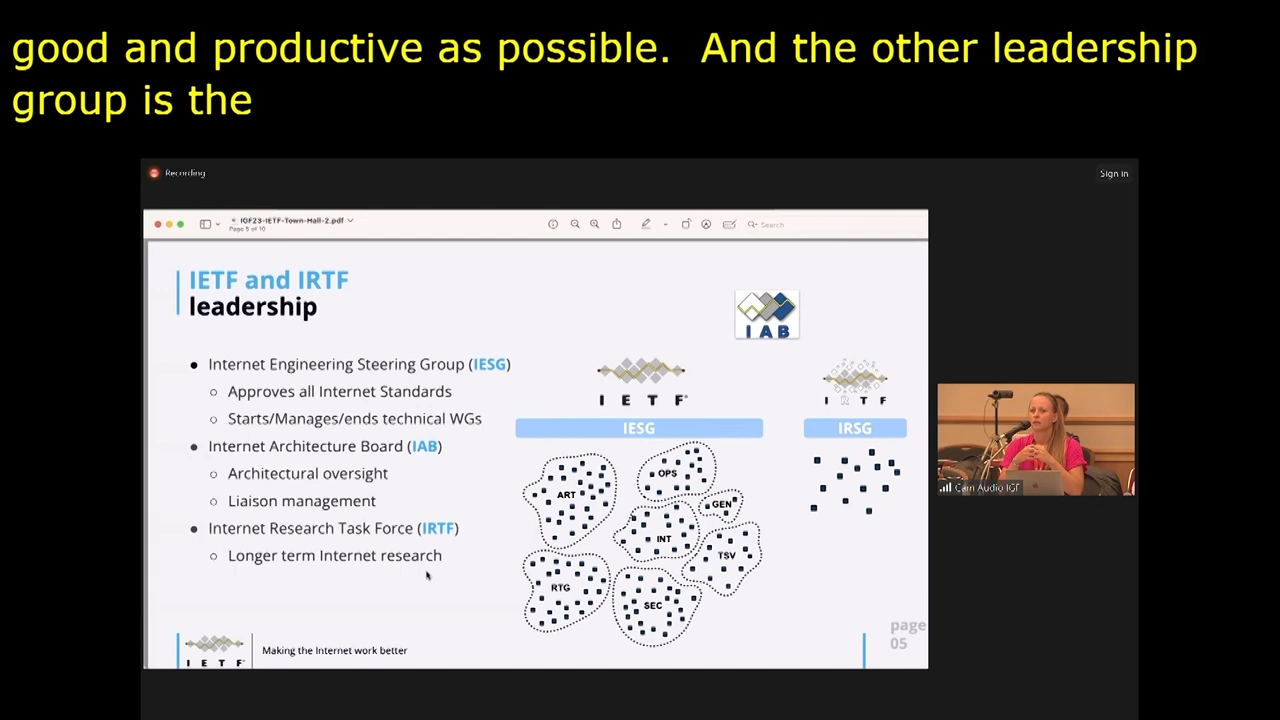 good and productive as possible.  And the other leadership
group is the
Recording
Sign in
IGF23-IETF-Town-Hall-2.pdf
Page 5 of 10
Search
IETF and IRTF
leadership
IAB
Internet Engineering Steering Group (IESG)
Approves all Internet Standards
Starts/Manages/ends technical WGs
Internet Architecture Board (IAB)
Architectural oversight
Liaison management
Internet Research Task Force (IRTF)
Longer term Internet research
I E T F®
I R T F
IESG
IRSG
ART
OPS
GEN
INT
TSV
RTG
SEC
Cam Audio IGF
I E T F®
Making the Internet work better
page
05